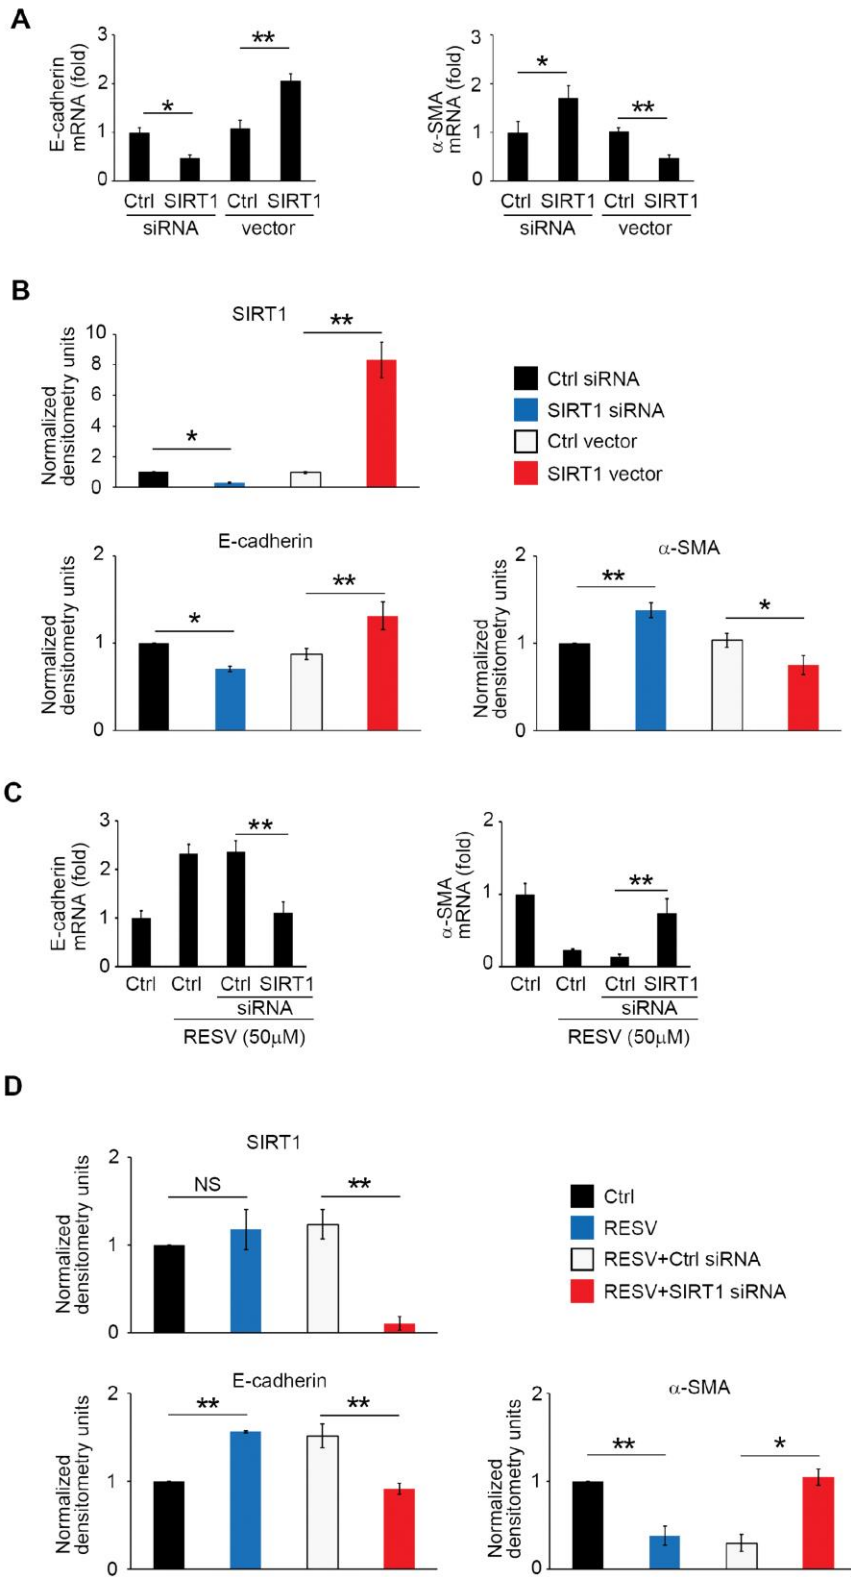 A
E-cadherin
mRNA (fold)
3
2
1
0
*
**
Ctrl SIRT1 Ctrl SIRT1
siRNA vector
α-SMA
mRNA (fold)
3
2
1
0
*
**
Ctrl SIRT1 Ctrl SIRT1
siRNA vector
B
SIRT1
Normalized
densitometry units
10
8
6
4
2
0
*
**
Ctrl siRNA
SIRT1 siRNA
Ctrl vector
SIRT1 vector
E-cadherin
Normalized
densitometry units
2
1
0
*
**
α-SMA
Normalized
densitometry units
2
1
0
**
*
C
E-cadherin
mRNA (fold)
3
2
1
0
**
Ctrl Ctrl Ctrl SIRT1
siRNA
RESV (50µM)
α-SMA
mRNA (fold)
2
1
0
**
Ctrl Ctrl Ctrl SIRT1
siRNA
RESV (50µM)
D
SIRT1
Normalized
densitometry units
2
1
0
NS
**
Ctrl
RESV
RESV+Ctrl siRNA
RESV+SIRT1 siRNA
E-cadherin
Normalized
densitometry units
2
1
0
**
**
α-SMA
Normalized
densitometry units
2
1
0
**
*